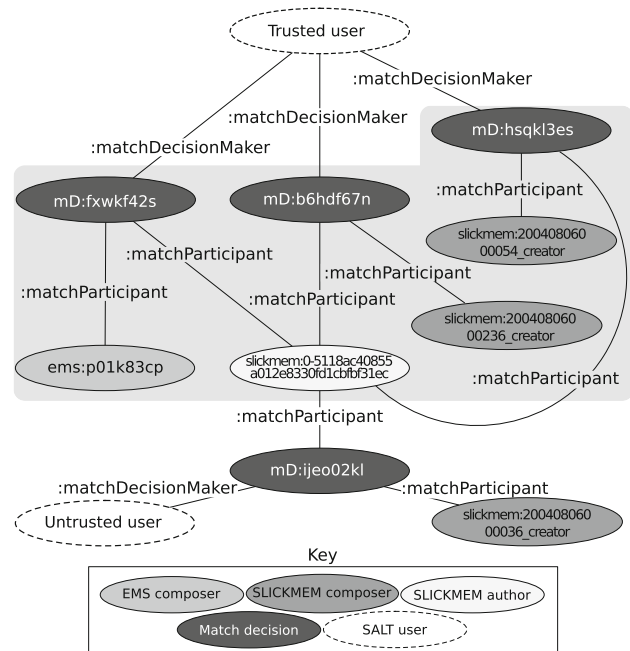 Trusted user
:matchDecisionMaker
:matchDecisionMaker
:matchDecisionMaker
mD:hsqkl3es
mD:fxwkf42s
mD:b6hdf67n
:matchParticipant
slickmem:200408060
00054_creator
:matchParticipant
:matchParticipant
:matchParticipant
:matchParticipant
slickmem:200408060
00236_creator
ems:p01k83cp
slickmem:0-5118ac40855
a012e8330fd1cbfbf31ec
:matchParticipant
:matchParticipant
mD:ijeo02kl
:matchDecisionMaker
:matchParticipant
Untrusted user
slickmem:200408060
00036_creator
Key
EMS composer
SLICKMEM composer
SLICKMEM author
Match decision
SALT user